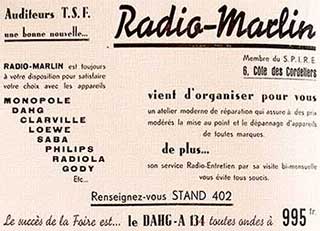 Auditeurs T.S.F.
une bonne nouvelle...
Radio-Marlin
Membre du S.P.I.R.E
6, Côte des Cordeliers
RADIO-MARLIN est toujours
à votre disposition pour satisfaire
votre choix avec les appareils
MONOPOLE
DAHG
CLARVILLE
LOEWE
SABA
PHILIPS
RADIOLA
GODY
Etc...
vient d'organiser pour vous
un atelier moderne de réparation qui assure à des prix
modérés la mise au point et le dépannage d'appareils
de toutes marques.
de plus...
son service Radio-Entretien par sa visite bi-mensuelle
vous évite tous soucis.
Renseignez-vous STAND 402
Le succès de la Foire est... le DAHG-A 134 toutes ondes à 995 fr.